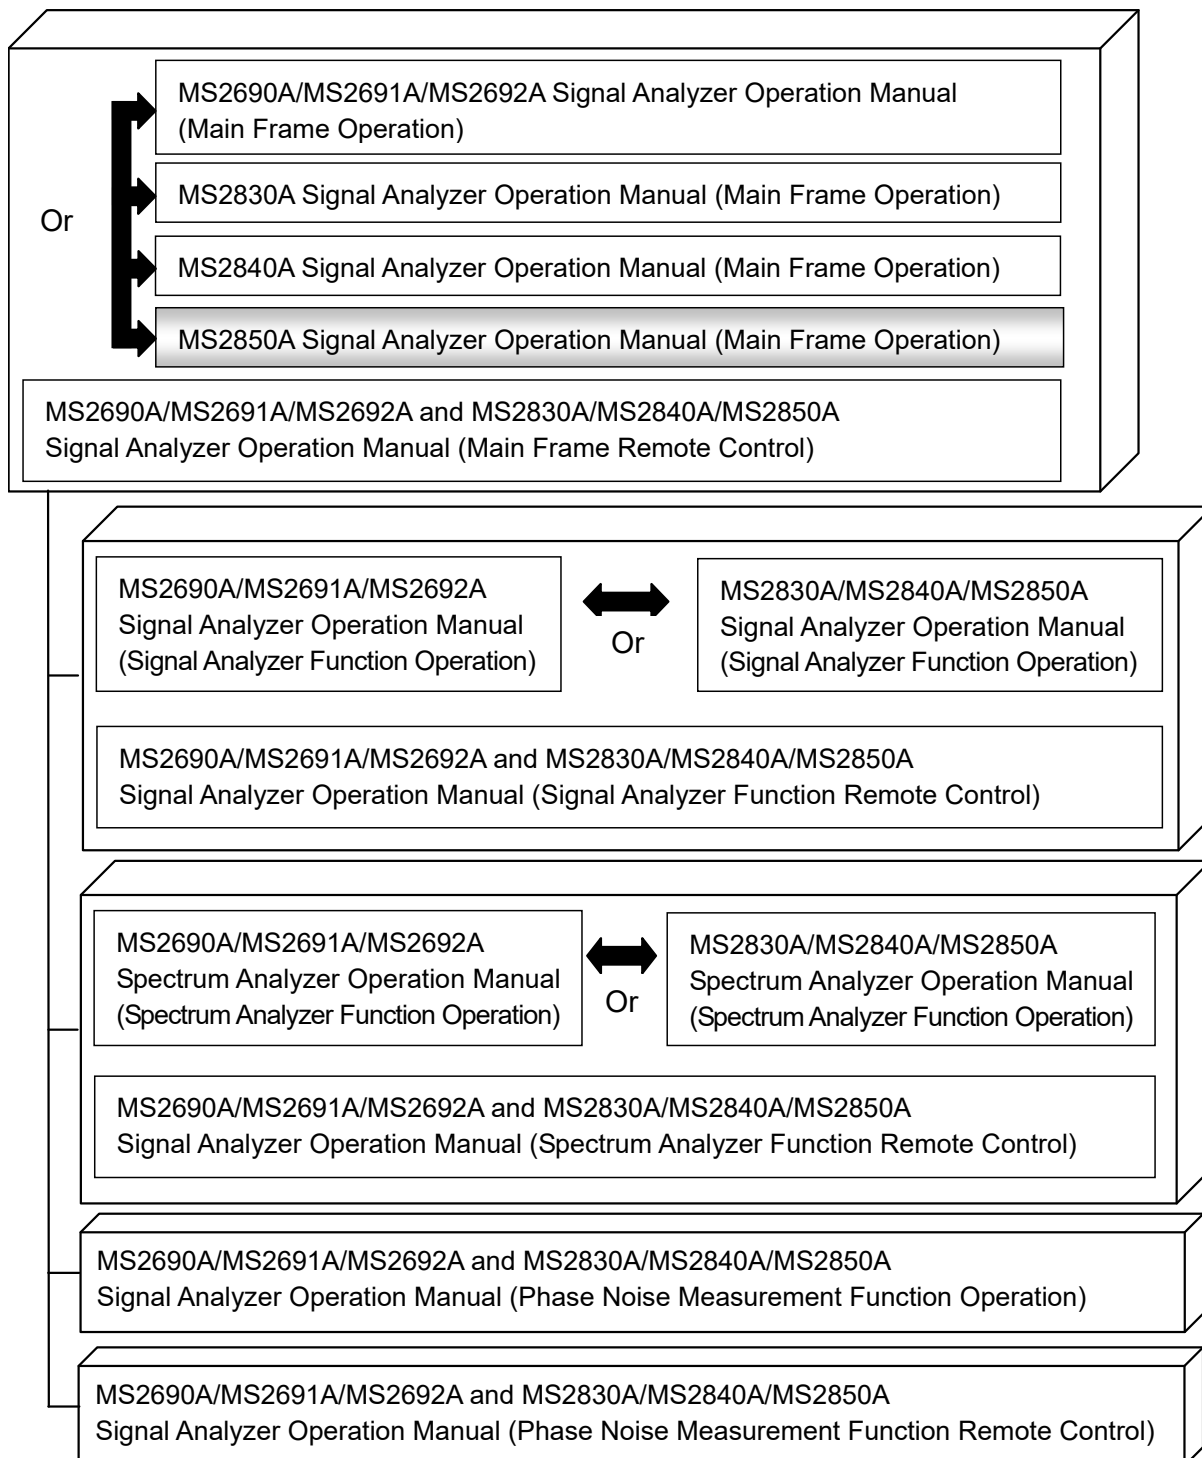 MS2690A/MS2691A/MS2692A Signal Analyzer Operation Manual
(Main Frame Operation)
MS2830A Signal Analyzer Operation Manual (Main Frame Operation)
Or
MS2840A Signal Analyzer Operation Manual (Main Frame Operation)
MS2850A Signal Analyzer Operation Manual (Main Frame Operation)
MS2690A/MS2691A/MS2692A and MS2830A/MS2840A/MS2850A
Signal Analyzer Operation Manual (Main Frame Remote Control)
MS2690A/MS2691A/MS2692A
Signal Analyzer Operation Manual
(Signal Analyzer Function Operation)
Or
MS2830A/MS2840A/MS2850A
Signal Analyzer Operation Manual
(Signal Analyzer Function Operation)
MS2690A/MS2691A/MS2692A and MS2830A/MS2840A/MS2850A
Signal Analyzer Operation Manual (Signal Analyzer Function Remote Control)
MS2690A/MS2691A/MS2692A
Spectrum Analyzer Operation Manual
(Spectrum Analyzer Function Operation)
Or
MS2830A/MS2840A/MS2850A
Spectrum Analyzer Operation Manual
(Spectrum Analyzer Function Operation)
MS2690A/MS2691A/MS2692A and MS2830A/MS2840A/MS2850A
Signal Analyzer Operation Manual (Spectrum Analyzer Function Remote Control)
MS2690A/MS2691A/MS2692A and MS2830A/MS2840A/MS2850A
Signal Analyzer Operation Manual (Phase Noise Measurement Function Operation)
MS2690A/MS2691A/MS2692A and MS2830A/MS2840A/MS2850A
Signal Analyzer Operation Manual (Phase Noise Measurement Function Remote Control)